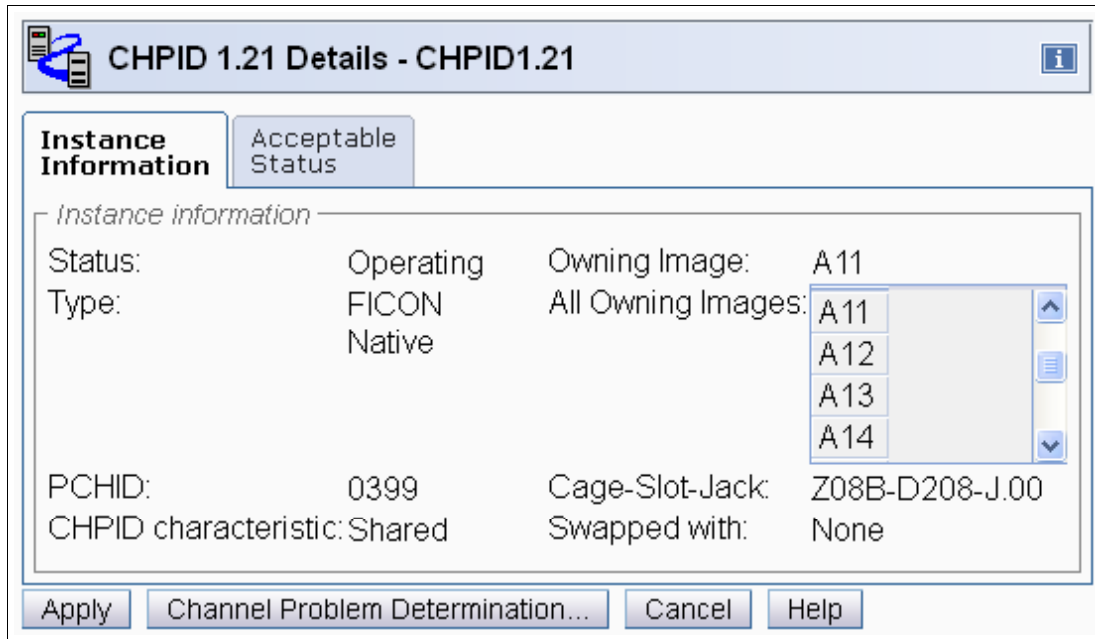 CHPID 1.21 Details - CHPID1.21
i
Instance
Information
Acceptable
Status
Instance information
Status: Operating Owning Image: A11
Type: FICON
Native
All Owning Images: A11
A12
A13
A14
PCHID: 0399 Cage-Slot-Jack: Z08B-D208-J.00
CHPID characteristic: Shared Swapped with: None
Apply Channel Problem Determination... Cancel Help